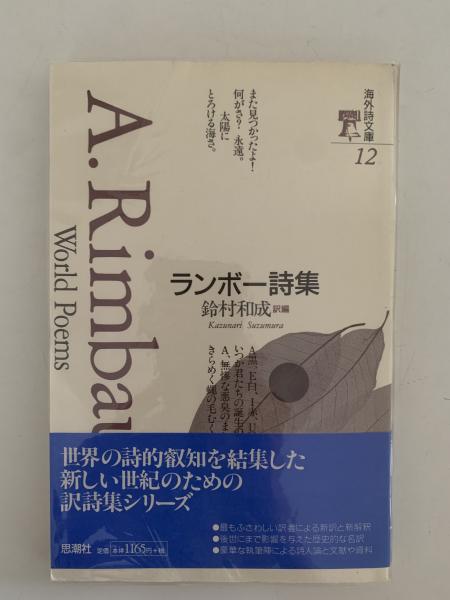 海外詩文庫
12
また見つかったよ!
何がさ? 永遠。
太陽に
とろける海さ。
A. Rimbau
World Poems
ランボー詩集
鈴村和成 訳編
Kazunari Suzumura
A黒、E白、I赤、U
いつか君たちの誕生の
A、無惨な悪臭のま
きらめく蠅の毛むく
世界の詩的叡知を結集した
新しい世紀のための
訳詩集シリーズ
●最もふさわしい訳者による新訳と新解釈
●後世にまで影響を与えた歴史的な名訳
●豪華な執筆陣による詩人論と文献や資料
思潮社 定価 本体1165円+税